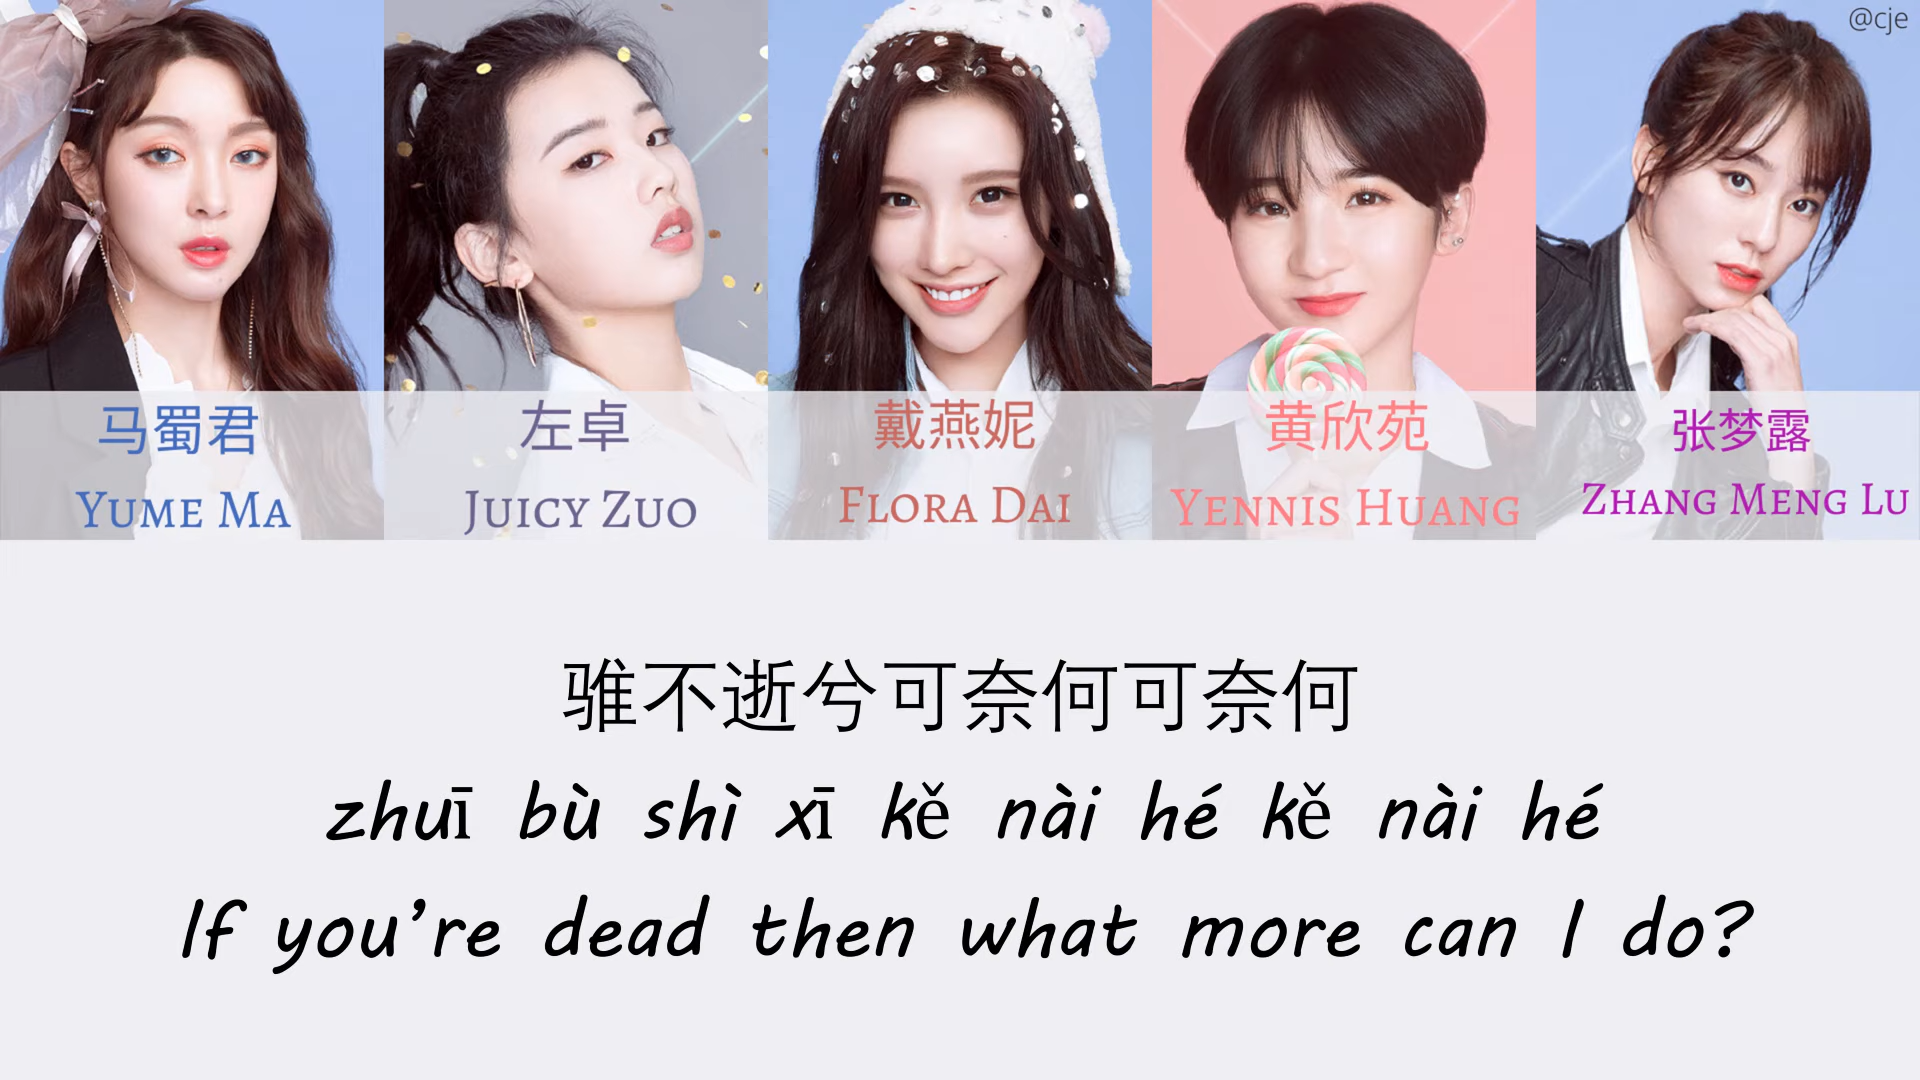 @cje
马蜀君
Yume Ma
左卓
Juicy Zuo
戴燕妮
Flora Dai
黄欣苑
Yennis Huang
张梦露
Zhang Meng Lu
骓不逝兮可奈何可奈何
zhuī bù shì xī kě nài hé kě nài hé
If you're dead then what more can I do?